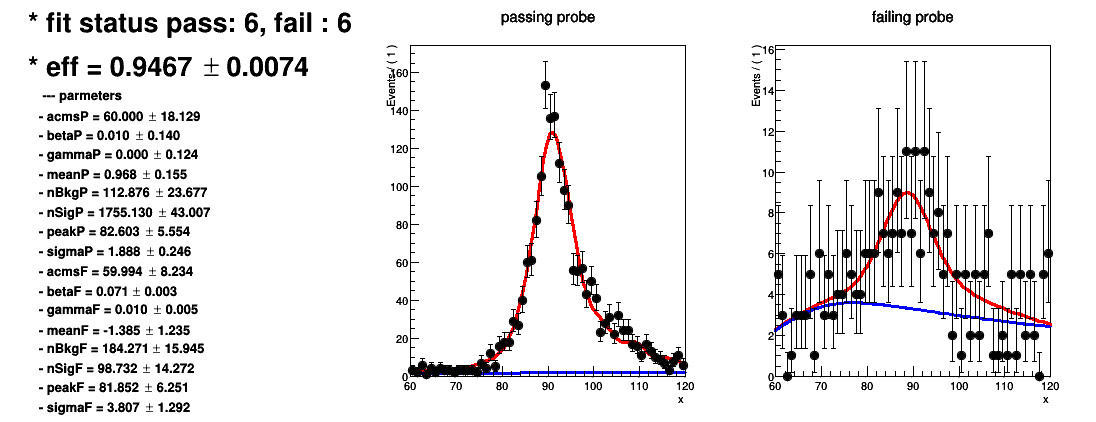 * fit status pass: 6, fail : 6
* eff = 0.9467 ± 0.0074
--- parmeters
- acmsP = 60.000 ± 18.129
- betaP = 0.010 ± 0.140
- gammaP = 0.000 ± 0.124
- meanP = 0.968 ± 0.155
- nBkgP = 112.876 ± 23.677
- nSigP = 1755.130 ± 43.007
- peakP = 82.603 ± 5.554
- sigmaP = 1.888 ± 0.246
- acmsF = 59.994 ± 8.234
- betaF = 0.071 ± 0.003
- gammaF = 0.010 ± 0.005
- meanF = -1.385 ± 1.235
- nBkgF = 184.271 ± 15.945
- nSigF = 98.732 ± 14.272
- peakF = 81.852 ± 6.251
- sigmaF = 3.807 ± 1.292
passing probe
Events / ( 1 )
160
140
120
100
80
60
40
20
0
60 70 80 90 100 110 120
x
failing probe
Events / ( 1 )
16
14
12
10
8
6
4
2
0
60 70 80 90 100 110 120
x